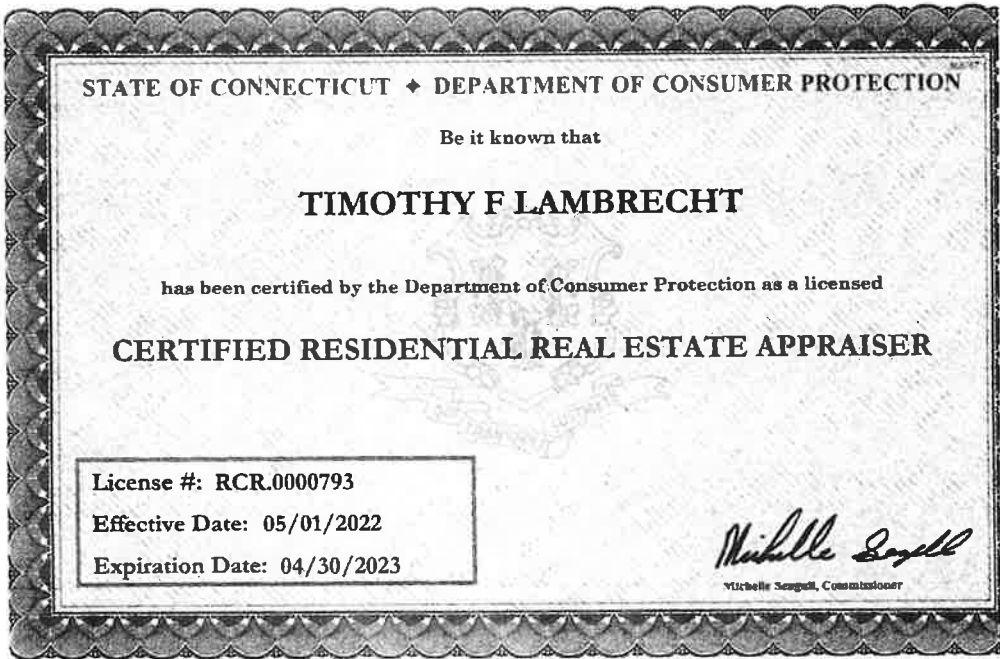 STATE OF CONNECTICUT ✦ DEPARTMENT OF CONSUMER PROTECTION
Be it known that
TIMOTHY F LAMBRECHT
has been certified by the Department of Consumer Protection as a licensed
CERTIFIED RESIDENTIAL REAL ESTATE APPRAISER
License #: RCR.0000793
Effective Date: 05/01/2022
Expiration Date: 04/30/2023
Michelle Seagull
Michelle Seagull, Commissioner